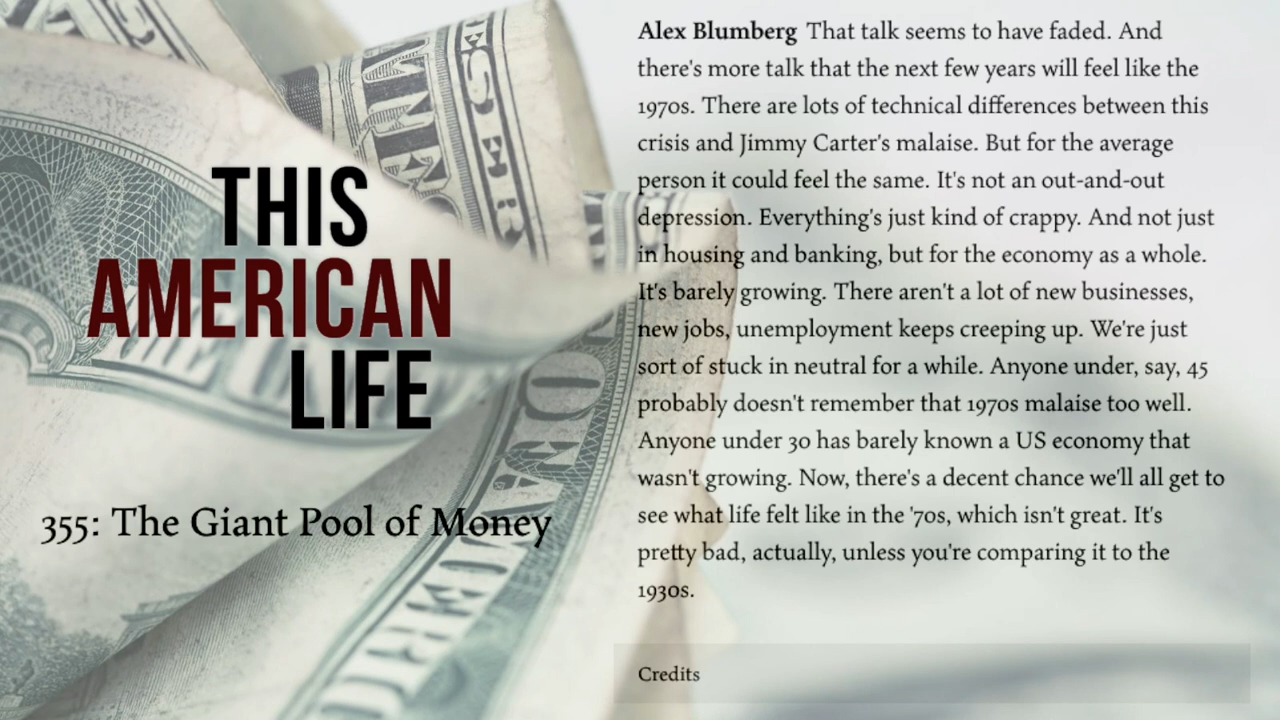 THIS
AMERICAN
LIFE
355: The Giant Pool of Money
Alex Blumberg That talk seems to have faded. And
there's more talk that the next few years will feel like the
1970s. There are lots of technical differences between this
crisis and Jimmy Carter's malaise. But for the average
person it could feel the same. It's not an out-and-out
depression. Everything's just kind of crappy. And not just
in housing and banking, but for the economy as a whole.
It's barely growing. There aren't a lot of new businesses,
new jobs, unemployment keeps creeping up. We're just
sort of stuck in neutral for a while. Anyone under, say, 45
probably doesn't remember that 1970s malaise too well.
Anyone under 30 has barely known a US economy that
wasn't growing. Now, there's a decent chance we'll all get to
see what life felt like in the '70s, which isn't great. It's
pretty bad, actually, unless you're comparing it to the
1930s.
Credits